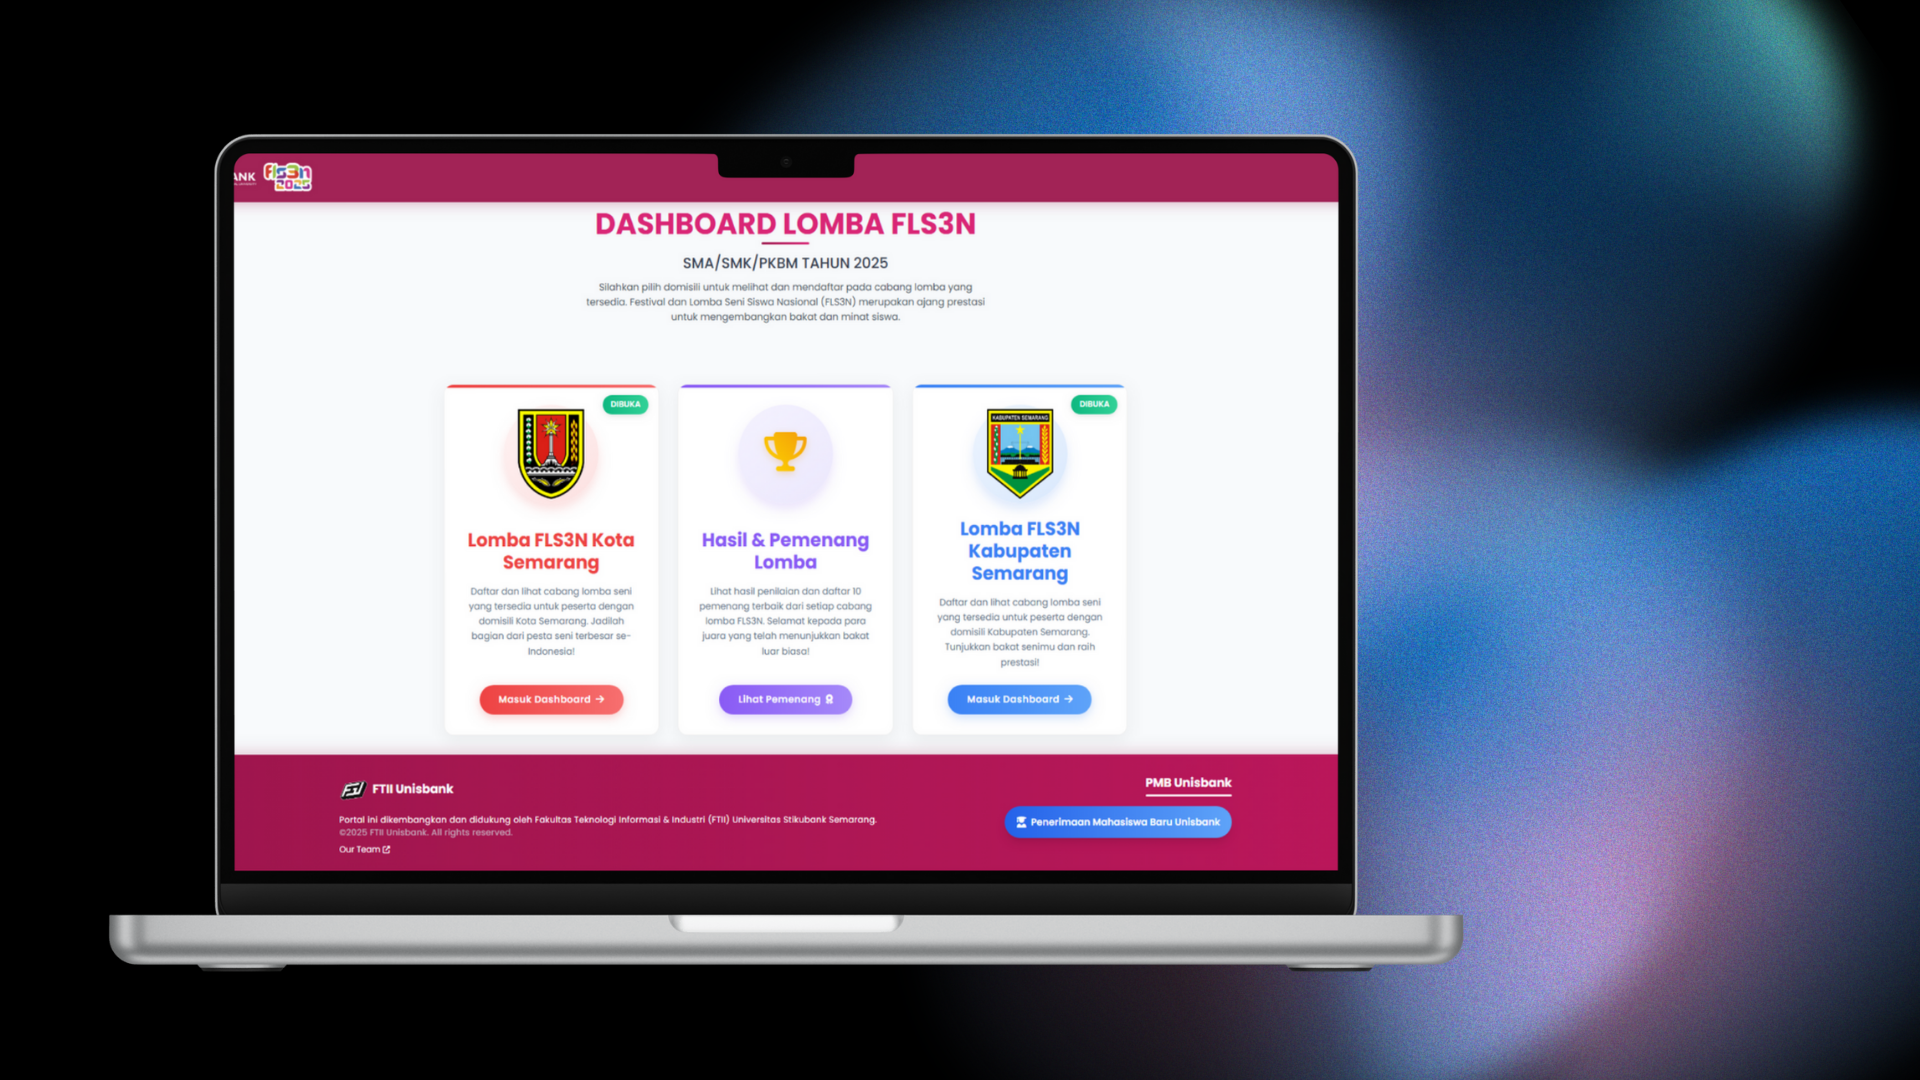 ANK
fls3n
2025
DASHBOARD LOMBA FLS3N
SMA/SMK/PKBM TAHUN 2025
Silahkan pilih domisili untuk melihat dan mendaftar pada cabang lomba yang
tersedia. Festival dan Lomba Seni Siswa Nasional (FLS3N) merupakan ajang prestasi
untuk mengembangkan bakat dan minat siswa.
DIBUKA
Lomba FLS3N Kota
Semarang
Daftar dan lihat cabang lomba seni
yang tersedia untuk peserta dengan
domisili Kota Semarang. Jadilah
bagian dari pesta seni terbesar se-
Indonesia!
Masuk Dashboard →
Hasil & Pemenang
Lomba
Lihat hasil penilaian dan daftar 10
pemenang terbaik dari setiap cabang
lomba FLS3N. Selamat kepada para
juara yang telah menunjukkan bakat
luar biasa!
Lihat Pemenang
DIBUKA
KABUPATEN SEMARANG
Lomba FLS3N
Kabupaten
Semarang
Daftar dan lihat cabang lomba seni
yang tersedia untuk peserta dengan
domisili Kabupaten Semarang.
Tunjukkan bakat senimu dan raih
prestasi!
Masuk Dashboard →
FTII Unisbank
Portal ini dikembangkan dan didukung oleh Fakultas Teknologi Informasi & Industri (FTII) Universitas Stikubank Semarang.
©2025 FTII Unisbank. All rights reserved.
Our Team
PMB Unisbank
Penerimaan Mahasiswa Baru Unisbank